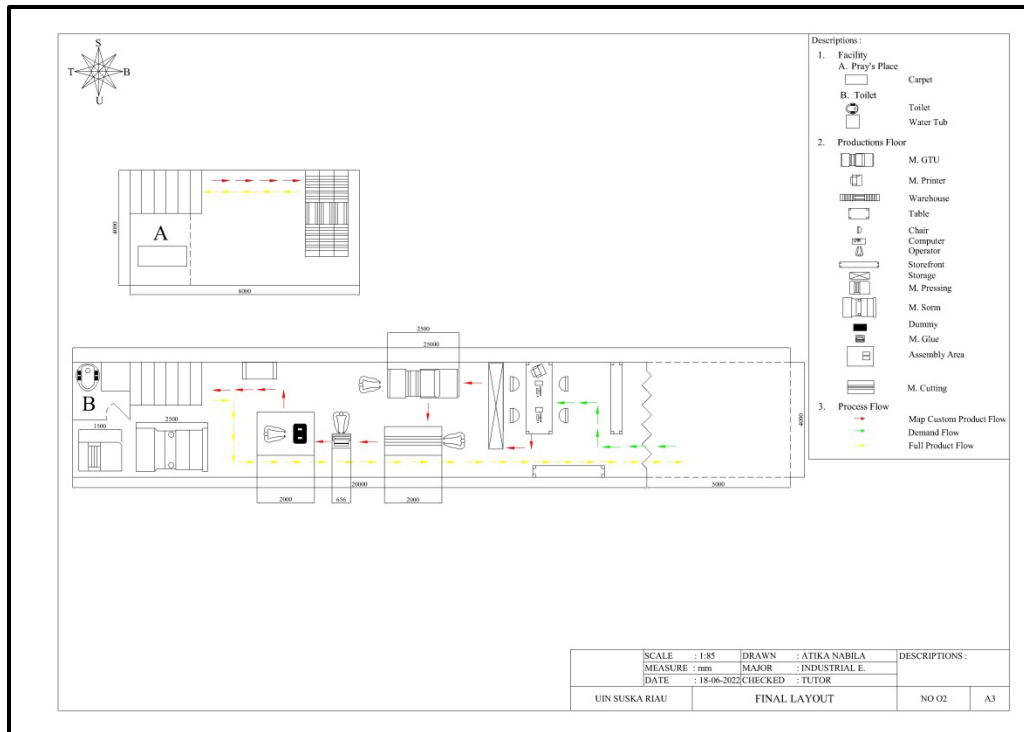 S
T B
U
4000
A
6000
2500
25000
B
1500
2500
4000
20000
5000
2000
656
2000
Descriptions :
1. Facility
A. Pray's Place
Carpet
B. Toilet
Toilet
Water Tub
2. Productions Floor
M. GTU
M. Printer
Warehouse
Table
Chair
Computer
Operator
Storefront
Storage
M. Pressing
M. Sorm
Dummy
M. Glue
Assembly Area
M. Cutting
3. Process Flow
Map Custom Product Flow
Demand Flow
Full Product Flow
SCALE : 1:85 DRAWN : ATIKA NABILA DESCRIPTIONS :
MEASURE : mm MAJOR : INDUSTRIAL E.
DATE : 18-06-2022 CHECKED : TUTOR
UIN SUSKA RIAU FINAL LAYOUT NO O2 A3